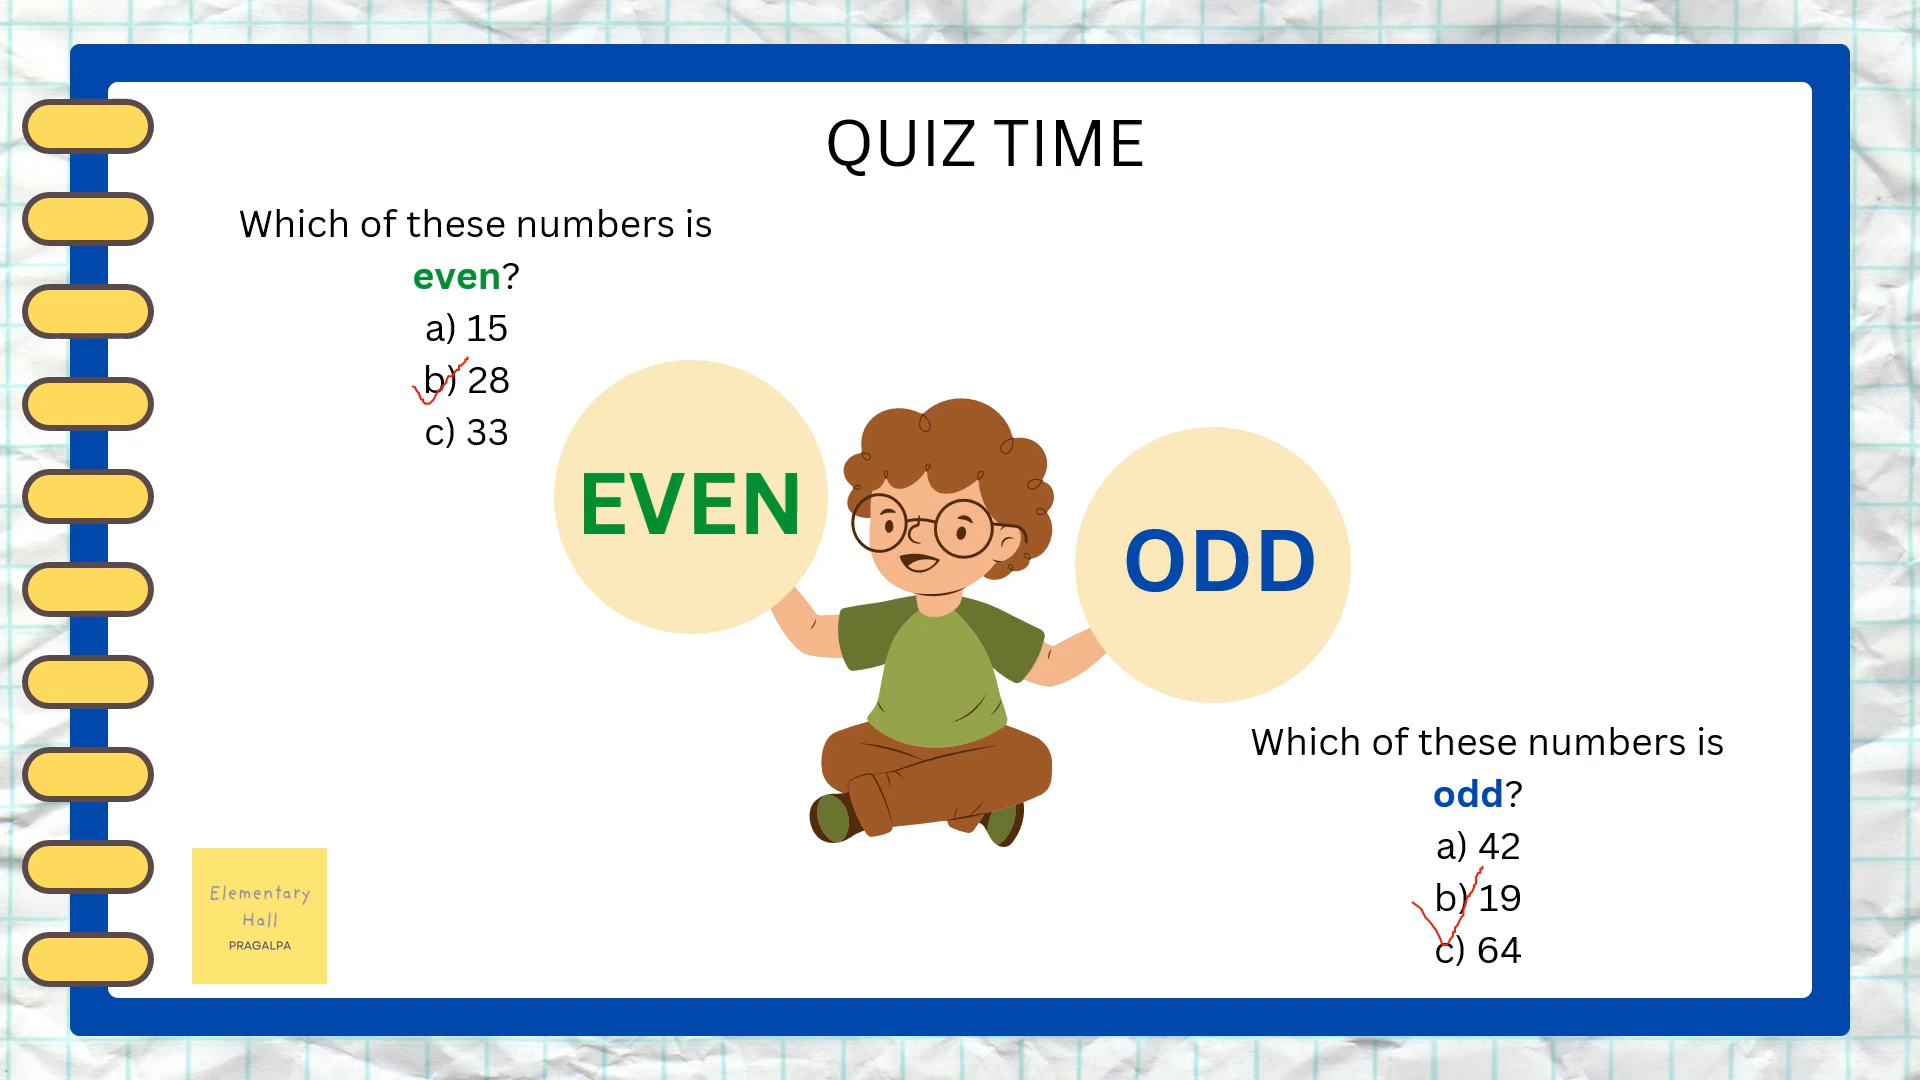 QUIZ TIME
Which of these numbers is
even?
a) 15
b) 28
c) 33
EVEN
ODD
Which of these numbers is
odd?
a) 42
b) 19
c) 64
Elementary
Hall
PRAGALPA